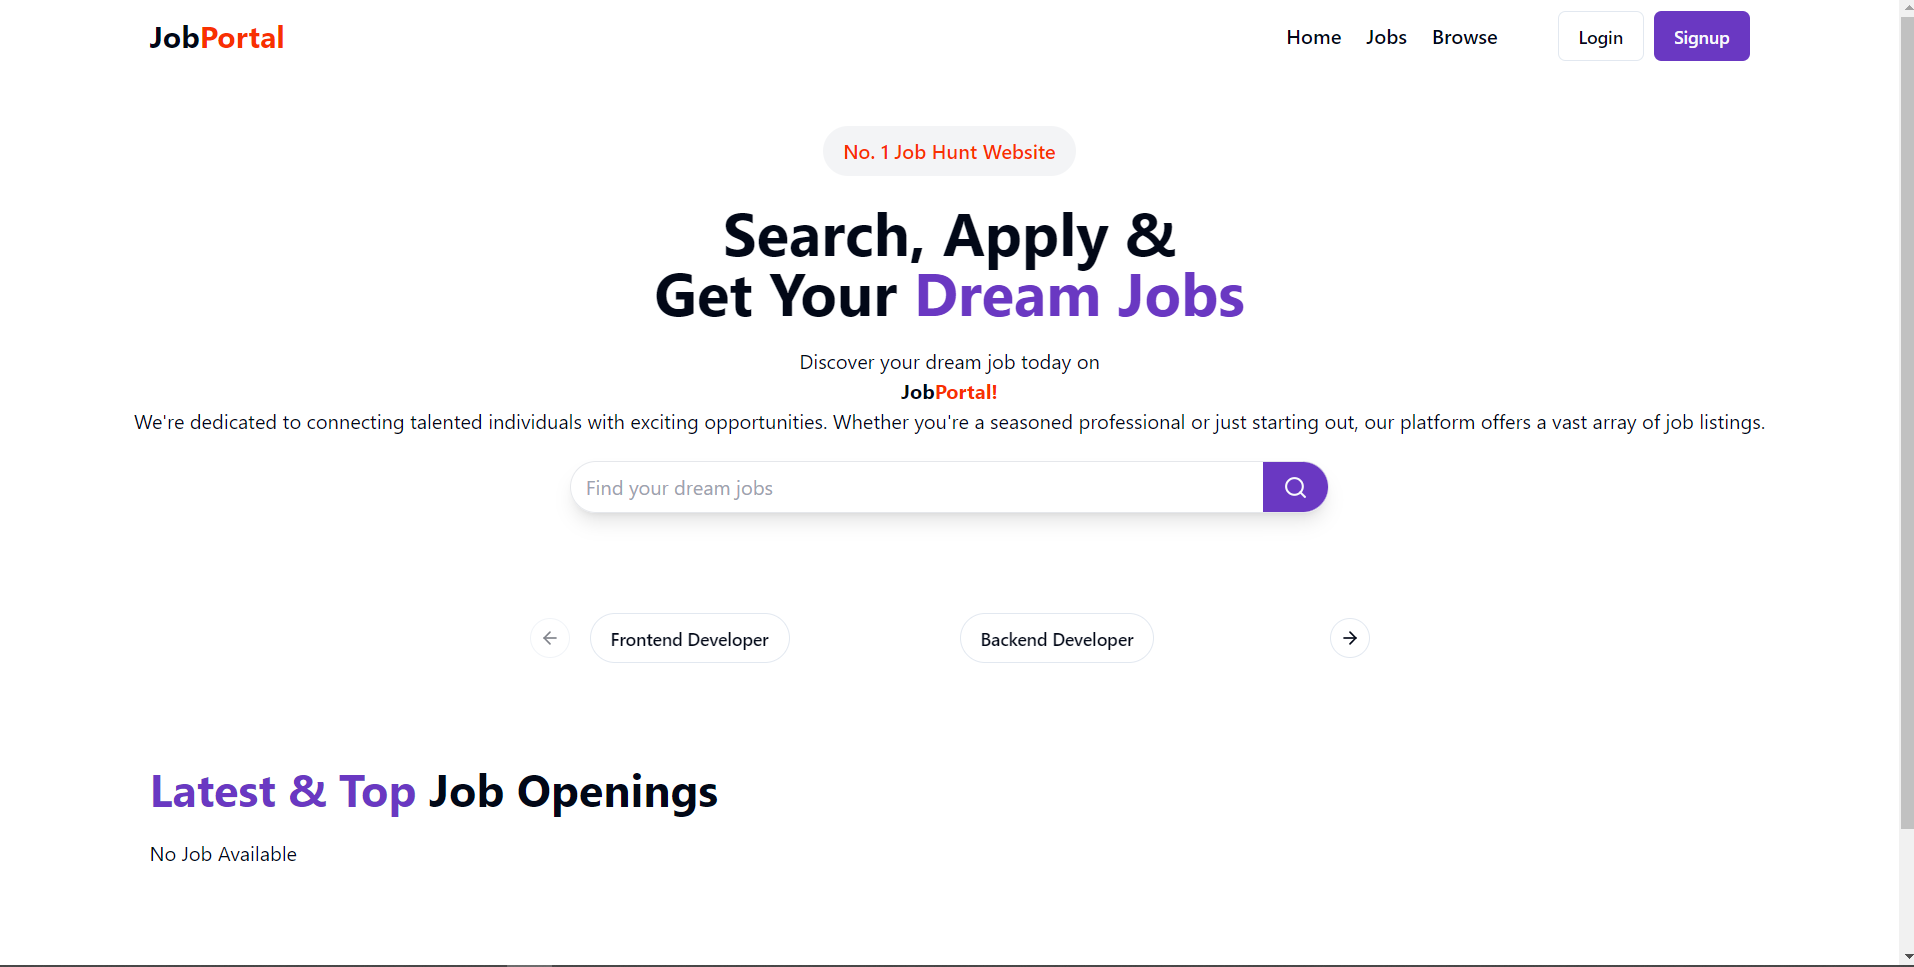 JobPortal
Home Jobs Browse Login Signup
No. 1 Job Hunt Website
Search, Apply &
Get Your Dream Jobs
Discover your dream job today on
JobPortal!
We're dedicated to connecting talented individuals with exciting opportunities. Whether you're a seasoned professional or just starting out, our platform offers a vast array of job listings.
Find your dream jobs
Frontend Developer Backend Developer
Latest & Top Job Openings
No Job Available